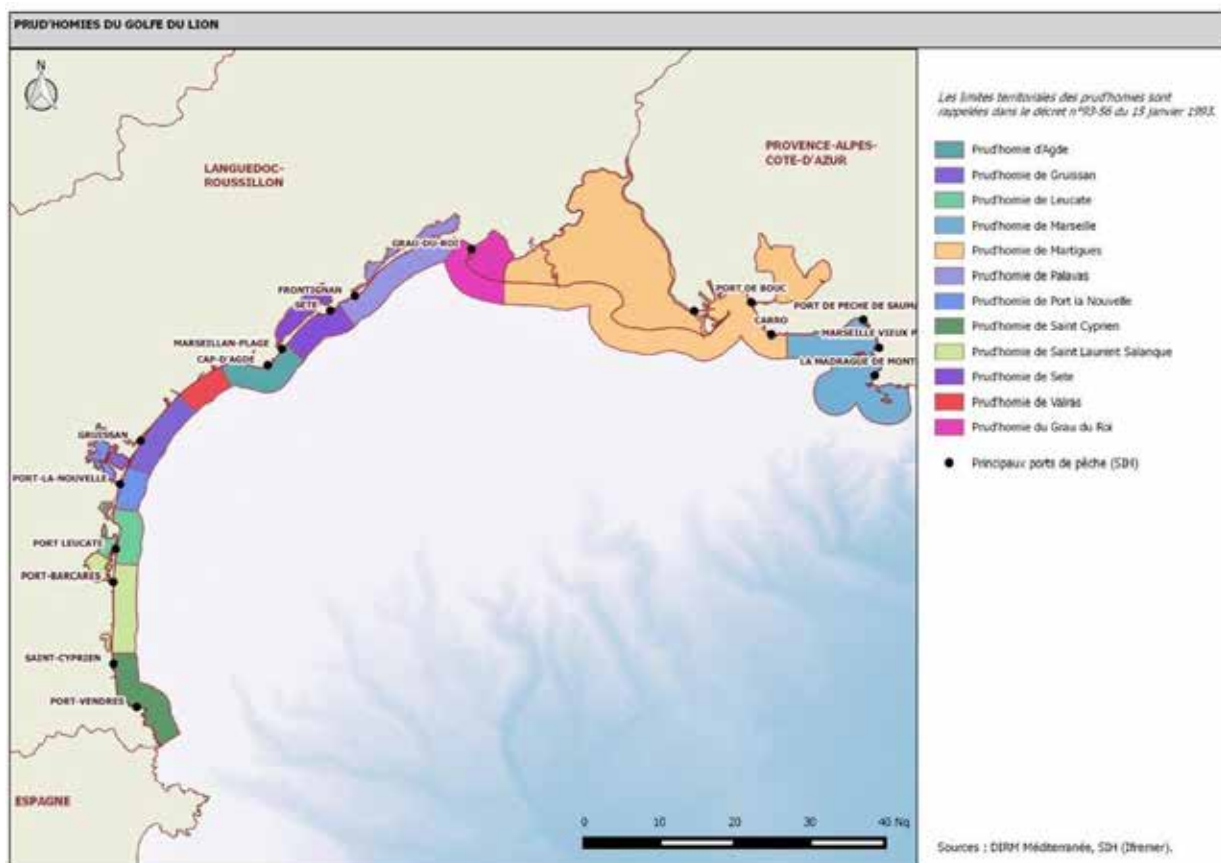 PRUD'HOMIES DU GOLFE DU LION
N
Les limites territoriales des prud'homies sont
rappelées dans le décret n°93-56 du 15 janvier 1993.
LANGUEDOC-
ROUSSILLON
PROVENCE-ALPES-
COTE-D'AZUR
GRAU-DU-ROI
FRONTIGNAN
SETE
MARSEILLAN-PLAGE
CAP-D'AGDE
GRUISSAN
PORT-LA-NOUVELLE
PORT LEUCATE
PORT-BARCARES
SAINT-CYPRIEN
PORT-VENDRES
ESPAGNE
PORT DE BOUC
PORT DE PECHE DE SAUMA
CARRO
MARSEILLE VIEUX P
LA MADRAGUE DE MONT
Prud'homie d'Agde
Prud'homie de Gruissan
Prud'homie de Leucate
Prud'homie de Marseille
Prud'homie de Martigues
Prud'homie de Palavas
Prud'homie de Port la Nouvelle
Prud'homie de Saint Cyprien
Prud'homie de Saint Laurent Salanque
Prud'homie de Sete
Prud'homie de Valras
Prud'homie du Grau du Roi
Principaux ports de pêche (SIH)
0 10 20 30 40 Nq
Sources : DIRM Méditerranée, SIH (Ifremer).